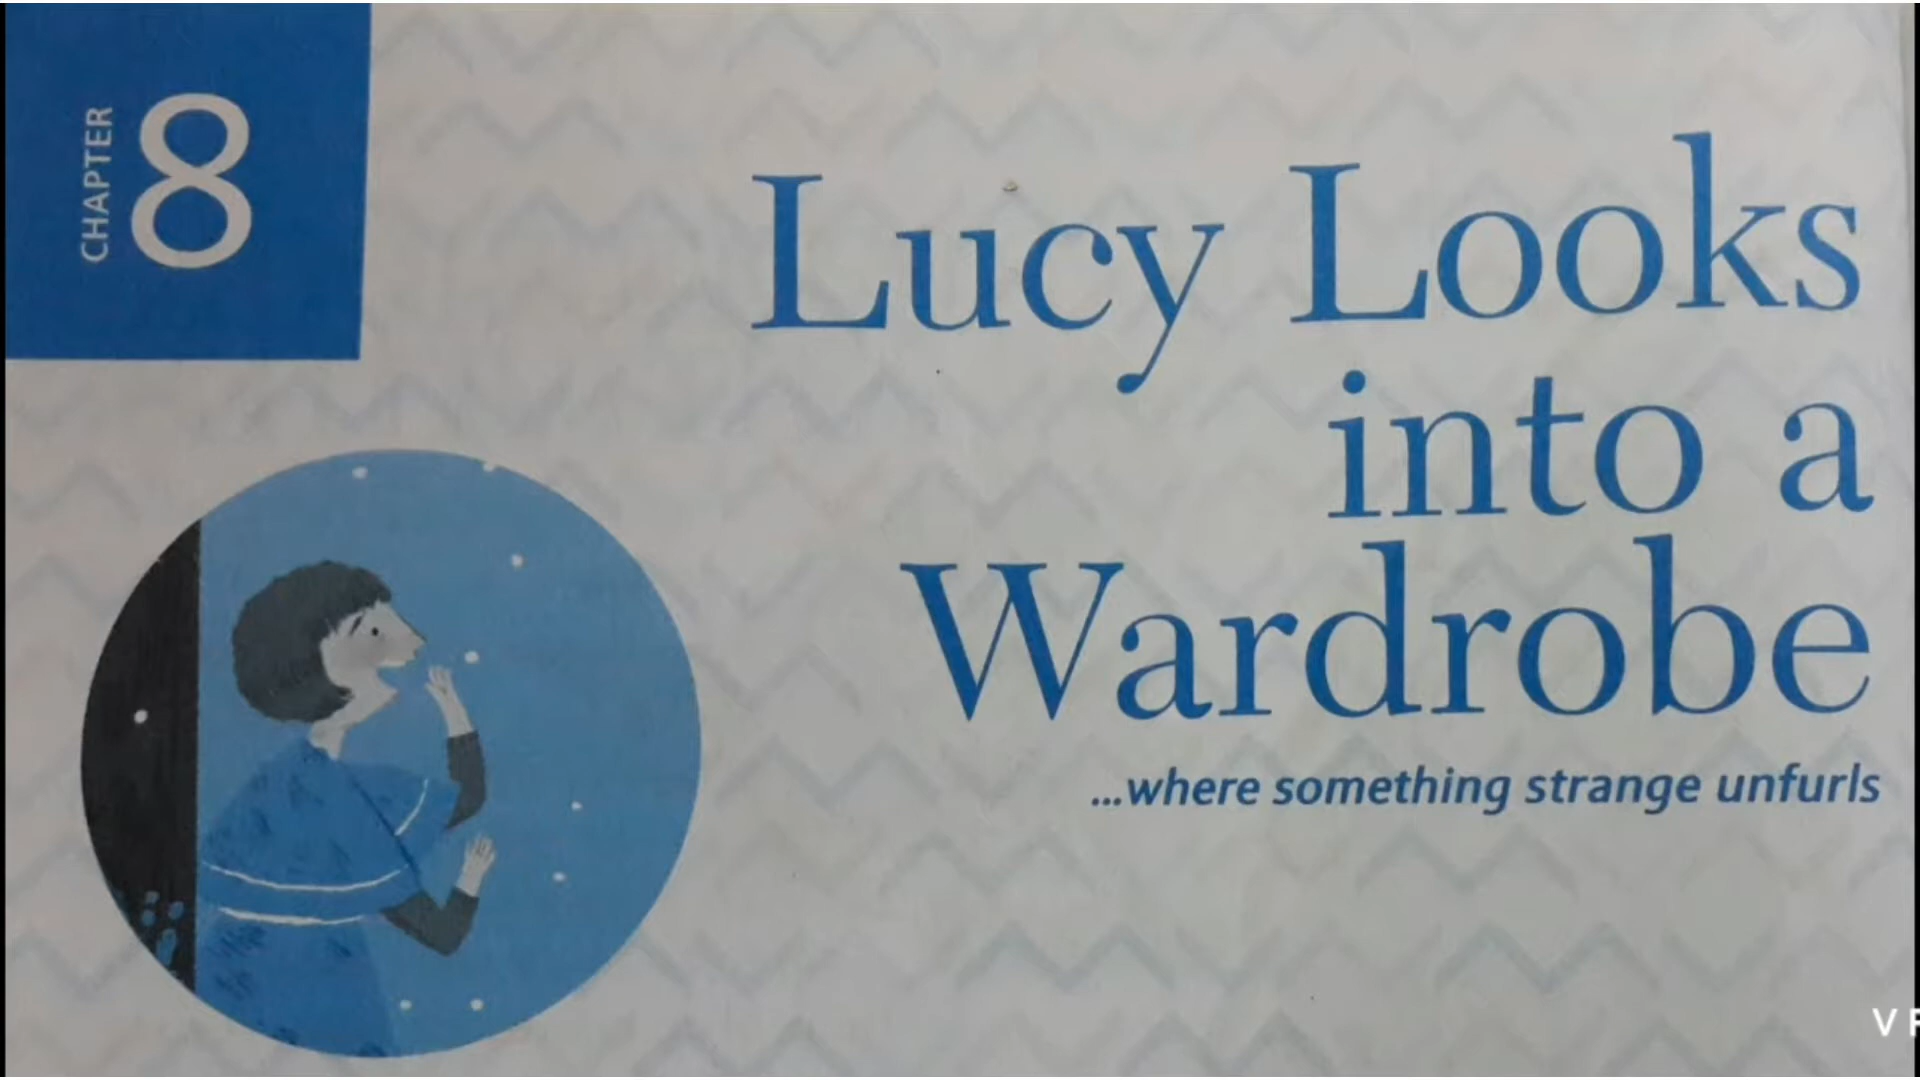 CHAPTER
8
Lucy Looks
into a
Wardrobe
...where something strange unfurls